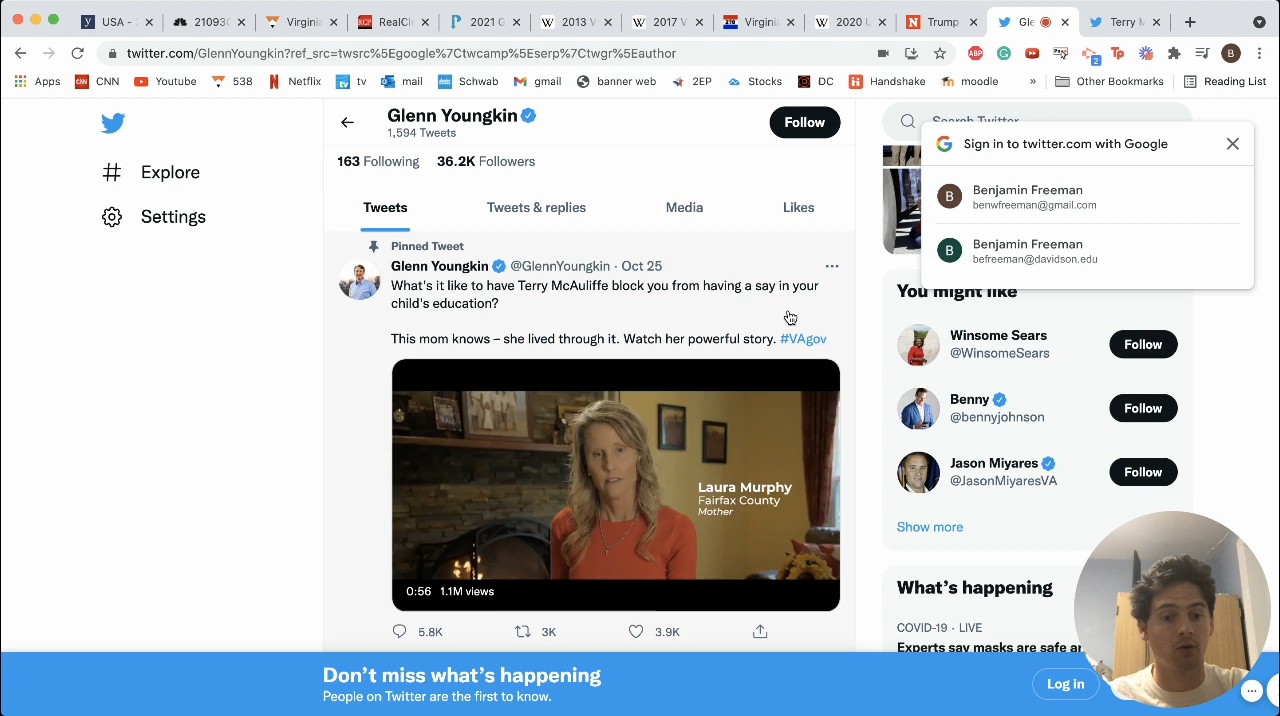 USA - 
21093
Virginia
RealCle
2021 G
2013 V
2017 V
Virginia
2020 U
Trump
Gle
Terry M
twitter.com/GlennYoungkin?ref_src=twsrc%5Egoogle%7Ctwcamp%5Eserp%7Ctwgr%5Eauthor
Apps
CNN
Youtube
538
Netflix
tv
mail
Schwab
gmail
banner web
2EP
Stocks
DC
Handshake
moodle
»
Other Bookmarks
Reading List
Explore
Settings
Glenn Youngkin
1,594 Tweets
Follow
163 Following 36.2K Followers
Tweets
Tweets & replies
Media
Likes
Pinned Tweet
Glenn Youngkin @GlennYoungkin · Oct 25
What's it like to have Terry McAuliffe block you from having a say in your
child's education?
This mom knows – she lived through it. Watch her powerful story. #VAgov
Laura Murphy
Fairfax County
Mother
0:56 1.1M views
5.8K
3K
3.9K
Search Twitter
Sign in to twitter.com with Google
B
Benjamin Freeman
benwfreeman@gmail.com
B
Benjamin Freeman
befreeman@davidson.edu
You might like
Winsome Sears
@WinsomeSears
Follow
Benny
@bennyjohnson
Follow
Jason Miyares
@JasonMiyaresVA
Follow
Show more
What's happening
COVID-19 · LIVE
Experts say masks are safe
Don't miss what's happening
People on Twitter are the first to know.
Log in